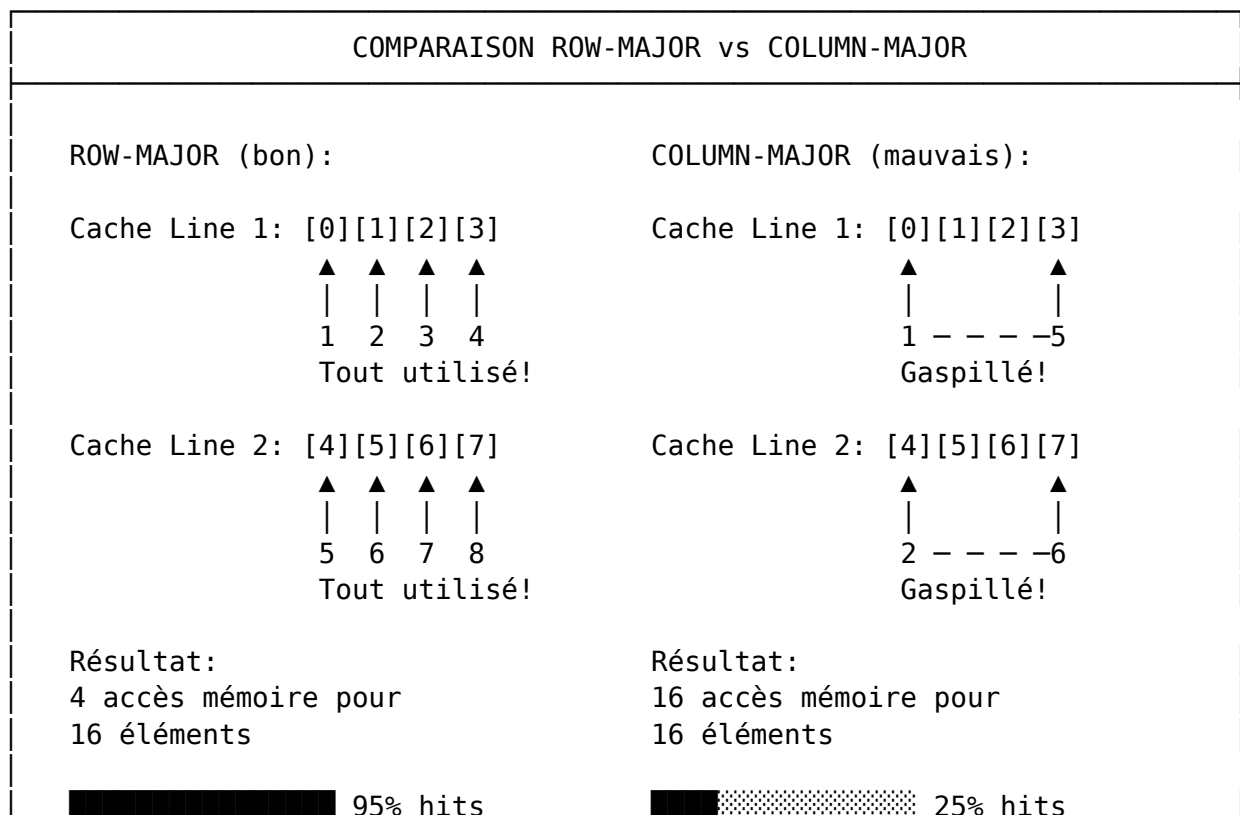 COMPARAISON ROW-MAJOR vs COLUMN-MAJOR
ROW-MAJOR (bon): COLUMN-MAJOR (mauvais):
Cache Line 1: [0][1][2][3] Cache Line 1: [0][1][2][3]
▲ ▲ ▲ ▲ ▲ ▲
│ │ │ │ │ │
1 2 3 4 1 ─ ─ ─ ─5
Tout utilisé! Gaspillé!
Cache Line 2: [4][5][6][7] Cache Line 2: [4][5][6][7]
▲ ▲ ▲ ▲ ▲ ▲
│ │ │ │ │ │
5 6 7 8 2 ─ ─ ─ ─6
Tout utilisé! Gaspillé!
Résultat: Résultat:
4 accès mémoire pour 16 accès mémoire pour
16 éléments 16 éléments
████████████████ 95% hits ████░░░░░░░░░░░░ 25% hits